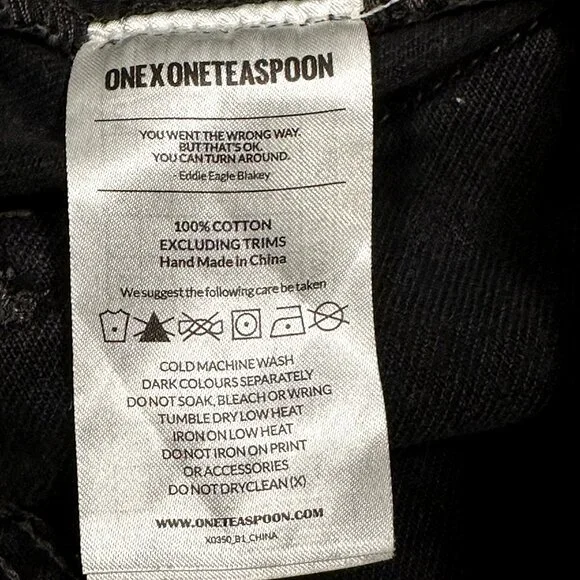 ONEXONETEASPOON
YOU WENT THE WRONG WAY.
BUT THAT'S OK.
YOU CAN TURN AROUND.
- Eddie Eagle Blakey
100% COTTON
EXCLUDING TRIMS
Hand Made in China
We suggest the following care be taken
COLD MACHINE WASH
DARK COLOURS SEPARATELY
DO NOT SOAK, BLEACH OR WRING
TUMBLE DRY LOW HEAT
IRON ON LOW HEAT
DO NOT IRON ON PRINT
OR ACCESSORIES
DO NOT DRYCLEAN (X)
WWW.ONETEASPOON.COM
X0350_B1_CHINA